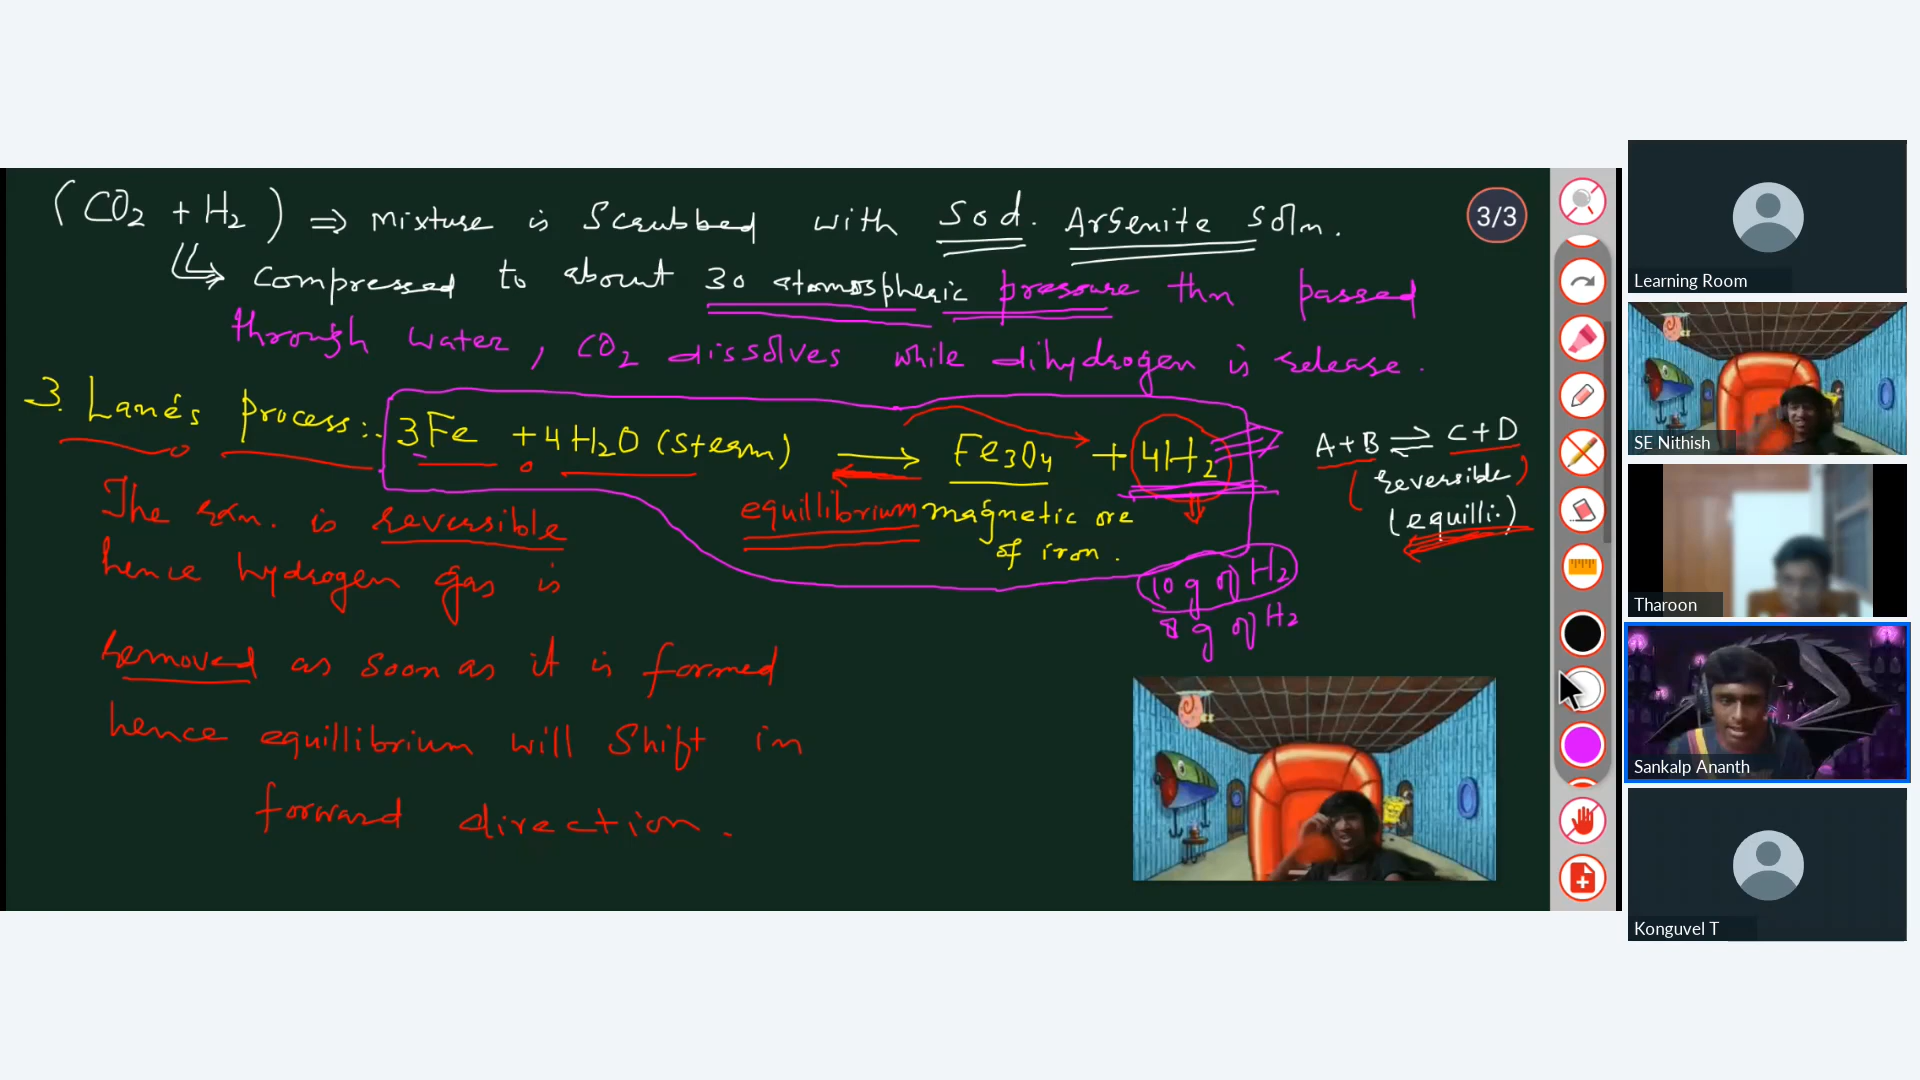 (CO2 + H2) ⇒ mixture is Scrubbed with Sod. Arsenite Soln.
3/3
Compressed to about 30 atomospheric pressure thn passed
through water, CO2 dissolves while dihydrogen is release.
3. Lane's process:- 3Fe + 4H2O (Steam) → Fe3O4 + 4H2
A+B ⇌ C+D
(reversible)
(equilli:)
equillibrium magnetic ore
of iron.
The rxn. is reversible
hence hydrogen gas is
10 g of H2
8 g of H2
removed as soon as it is formed
hence equillibrium will Shift in
forward direction.
Learning Room
SE Nithish
Tharoon
Sankalp Ananth
Konguvel T